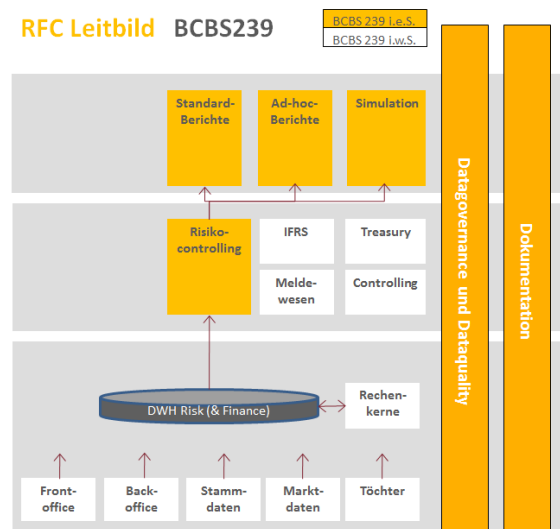 RFC Leitbild BCBS239
BCBS 239 i.e.S.
BCBS 239 i.w.S.
Standard-
Berichte
Ad-hoc-
Berichte
Simulation
Risiko-
controlling
IFRS
Treasury
Melde-
wesen
Controlling
DWH Risk (& Finance)
Rechen-
kerne
Front-
office
Back-
office
Stamm-
daten
Markt-
daten
Töchter
Datagovernance und Dataquality
Dokumentation